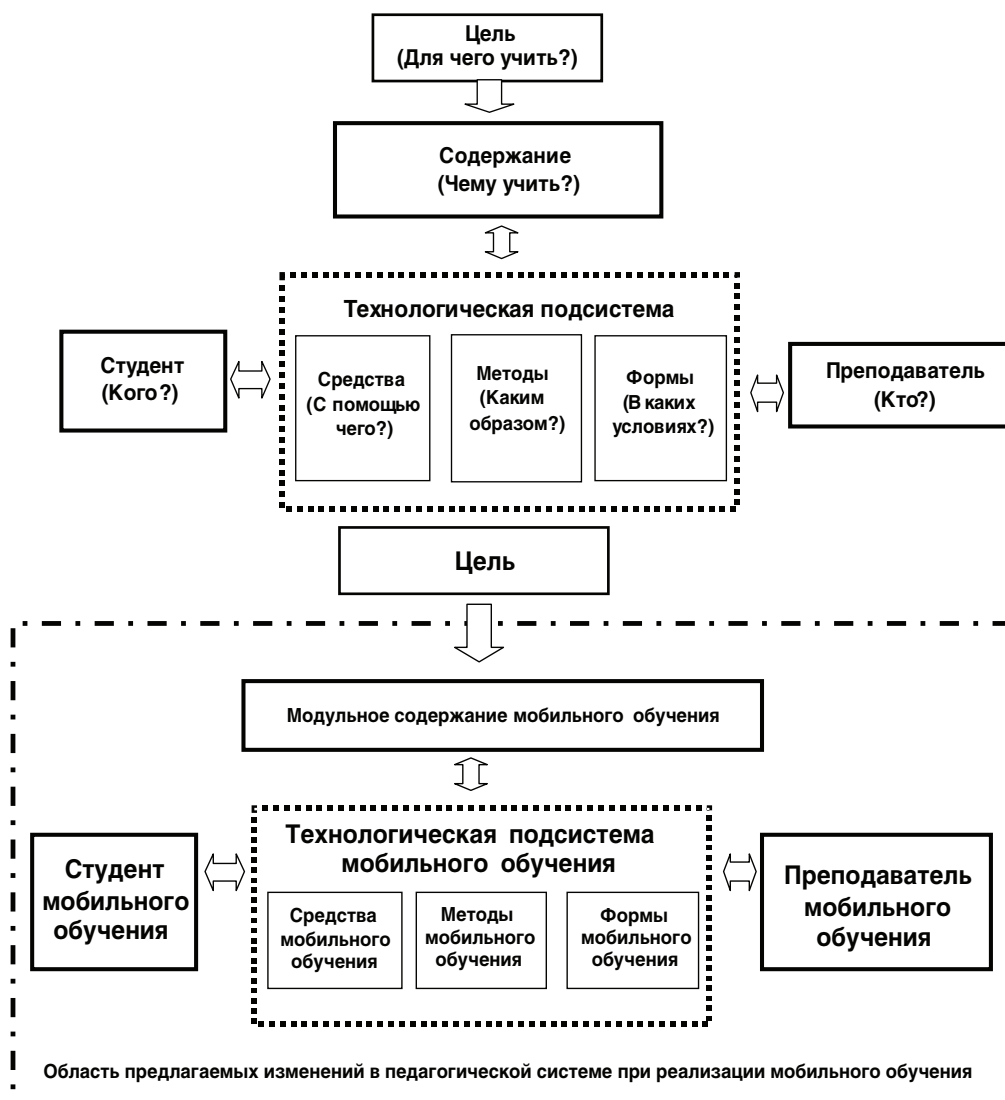 Цель
(Для чего учить?)
Содержание
(Чему учить?)
Технологическая подсистема
Студент
(Кого?)
Средства
(С помощью
чего?)
Методы
(Каким
образом?)
Формы
(В каких
условиях?)
Преподаватель
(Кто?)
Цель
Модульное содержание мобильного обучения
Технологическая подсистема
мобильного обучения
Студент
мобильного
обучения
Средства
мобильного
обучения
Методы
мобильного
обучения
Формы
мобильного
обучения
Преподаватель
мобильного
обучения
Область предлагаемых изменений в педагогической системе при реализации мобильного обучения